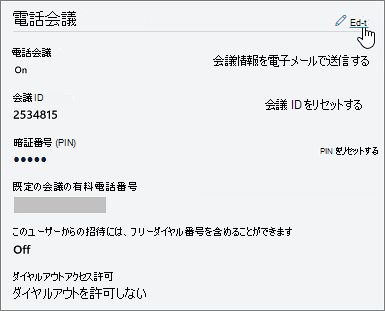 電話会議
Ed-t
電話会議
On
会議情報を電子メールで送信する
会議 ID
2534815
会議 IDをリセットする
暗証番号 (PIN)
●●●●●
PIN をリセットする
既定の会議の有料電話番号
このユーザーからの招待には、フリーダイヤル番号を含めることができます
Off
ダイヤルアウトアクセス許可
ダイヤルアウトを許可しない